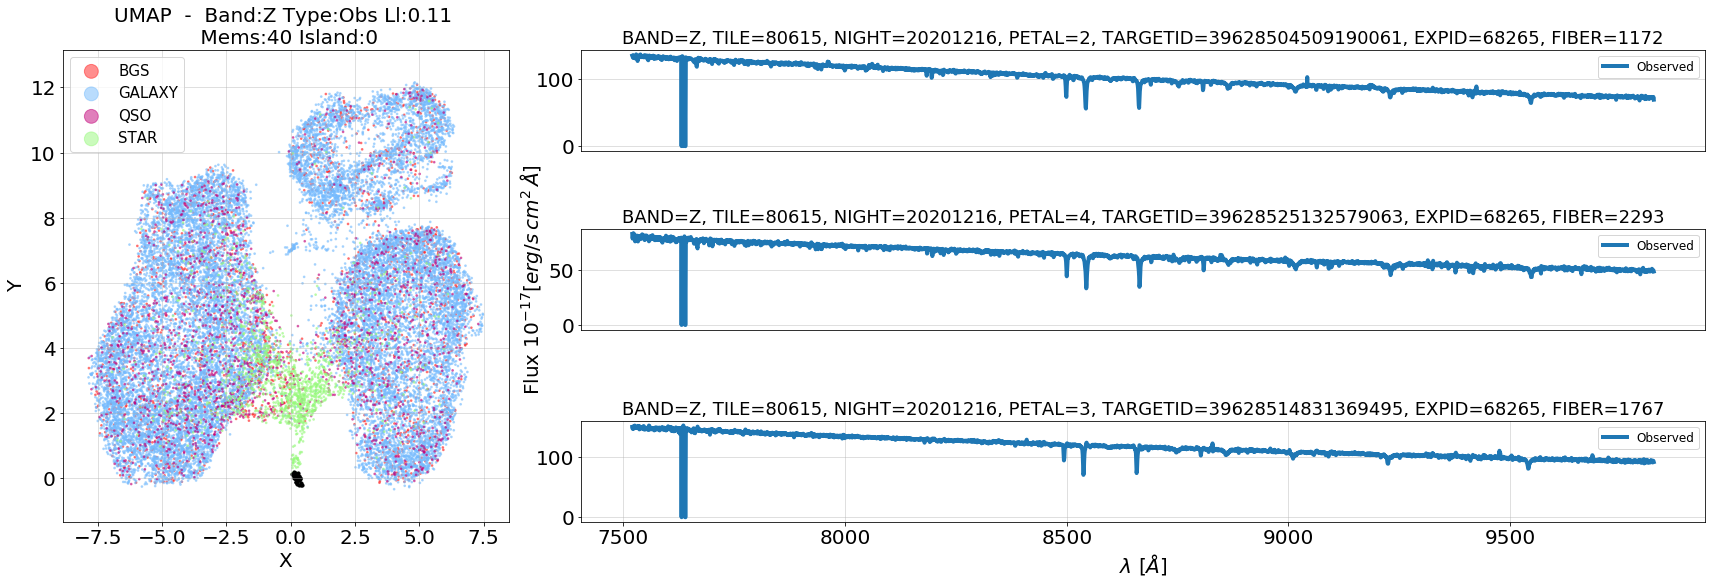 UMAP - Band:Z Type:Obs Ll:0.11
Mems:40 Island:0
BGS
GALAXY
QSO
STAR
12
10
8
6
4
2
0
Y
−7.5 −5.0 −2.5 0.0 2.5 5.0 7.5
X
Flux 10⁻¹⁷[erg/s cm² Å]
BAND=Z, TILE=80615, NIGHT=20201216, PETAL=2, TARGETID=39628504509190061, EXPID=68265, FIBER=1172
Observed
100
0
BAND=Z, TILE=80615, NIGHT=20201216, PETAL=4, TARGETID=39628525132579063, EXPID=68265, FIBER=2293
Observed
50
0
BAND=Z, TILE=80615, NIGHT=20201216, PETAL=3, TARGETID=39628514831369495, EXPID=68265, FIBER=1767
Observed
100
0
7500 8000 8500 9000 9500
λ [Å]